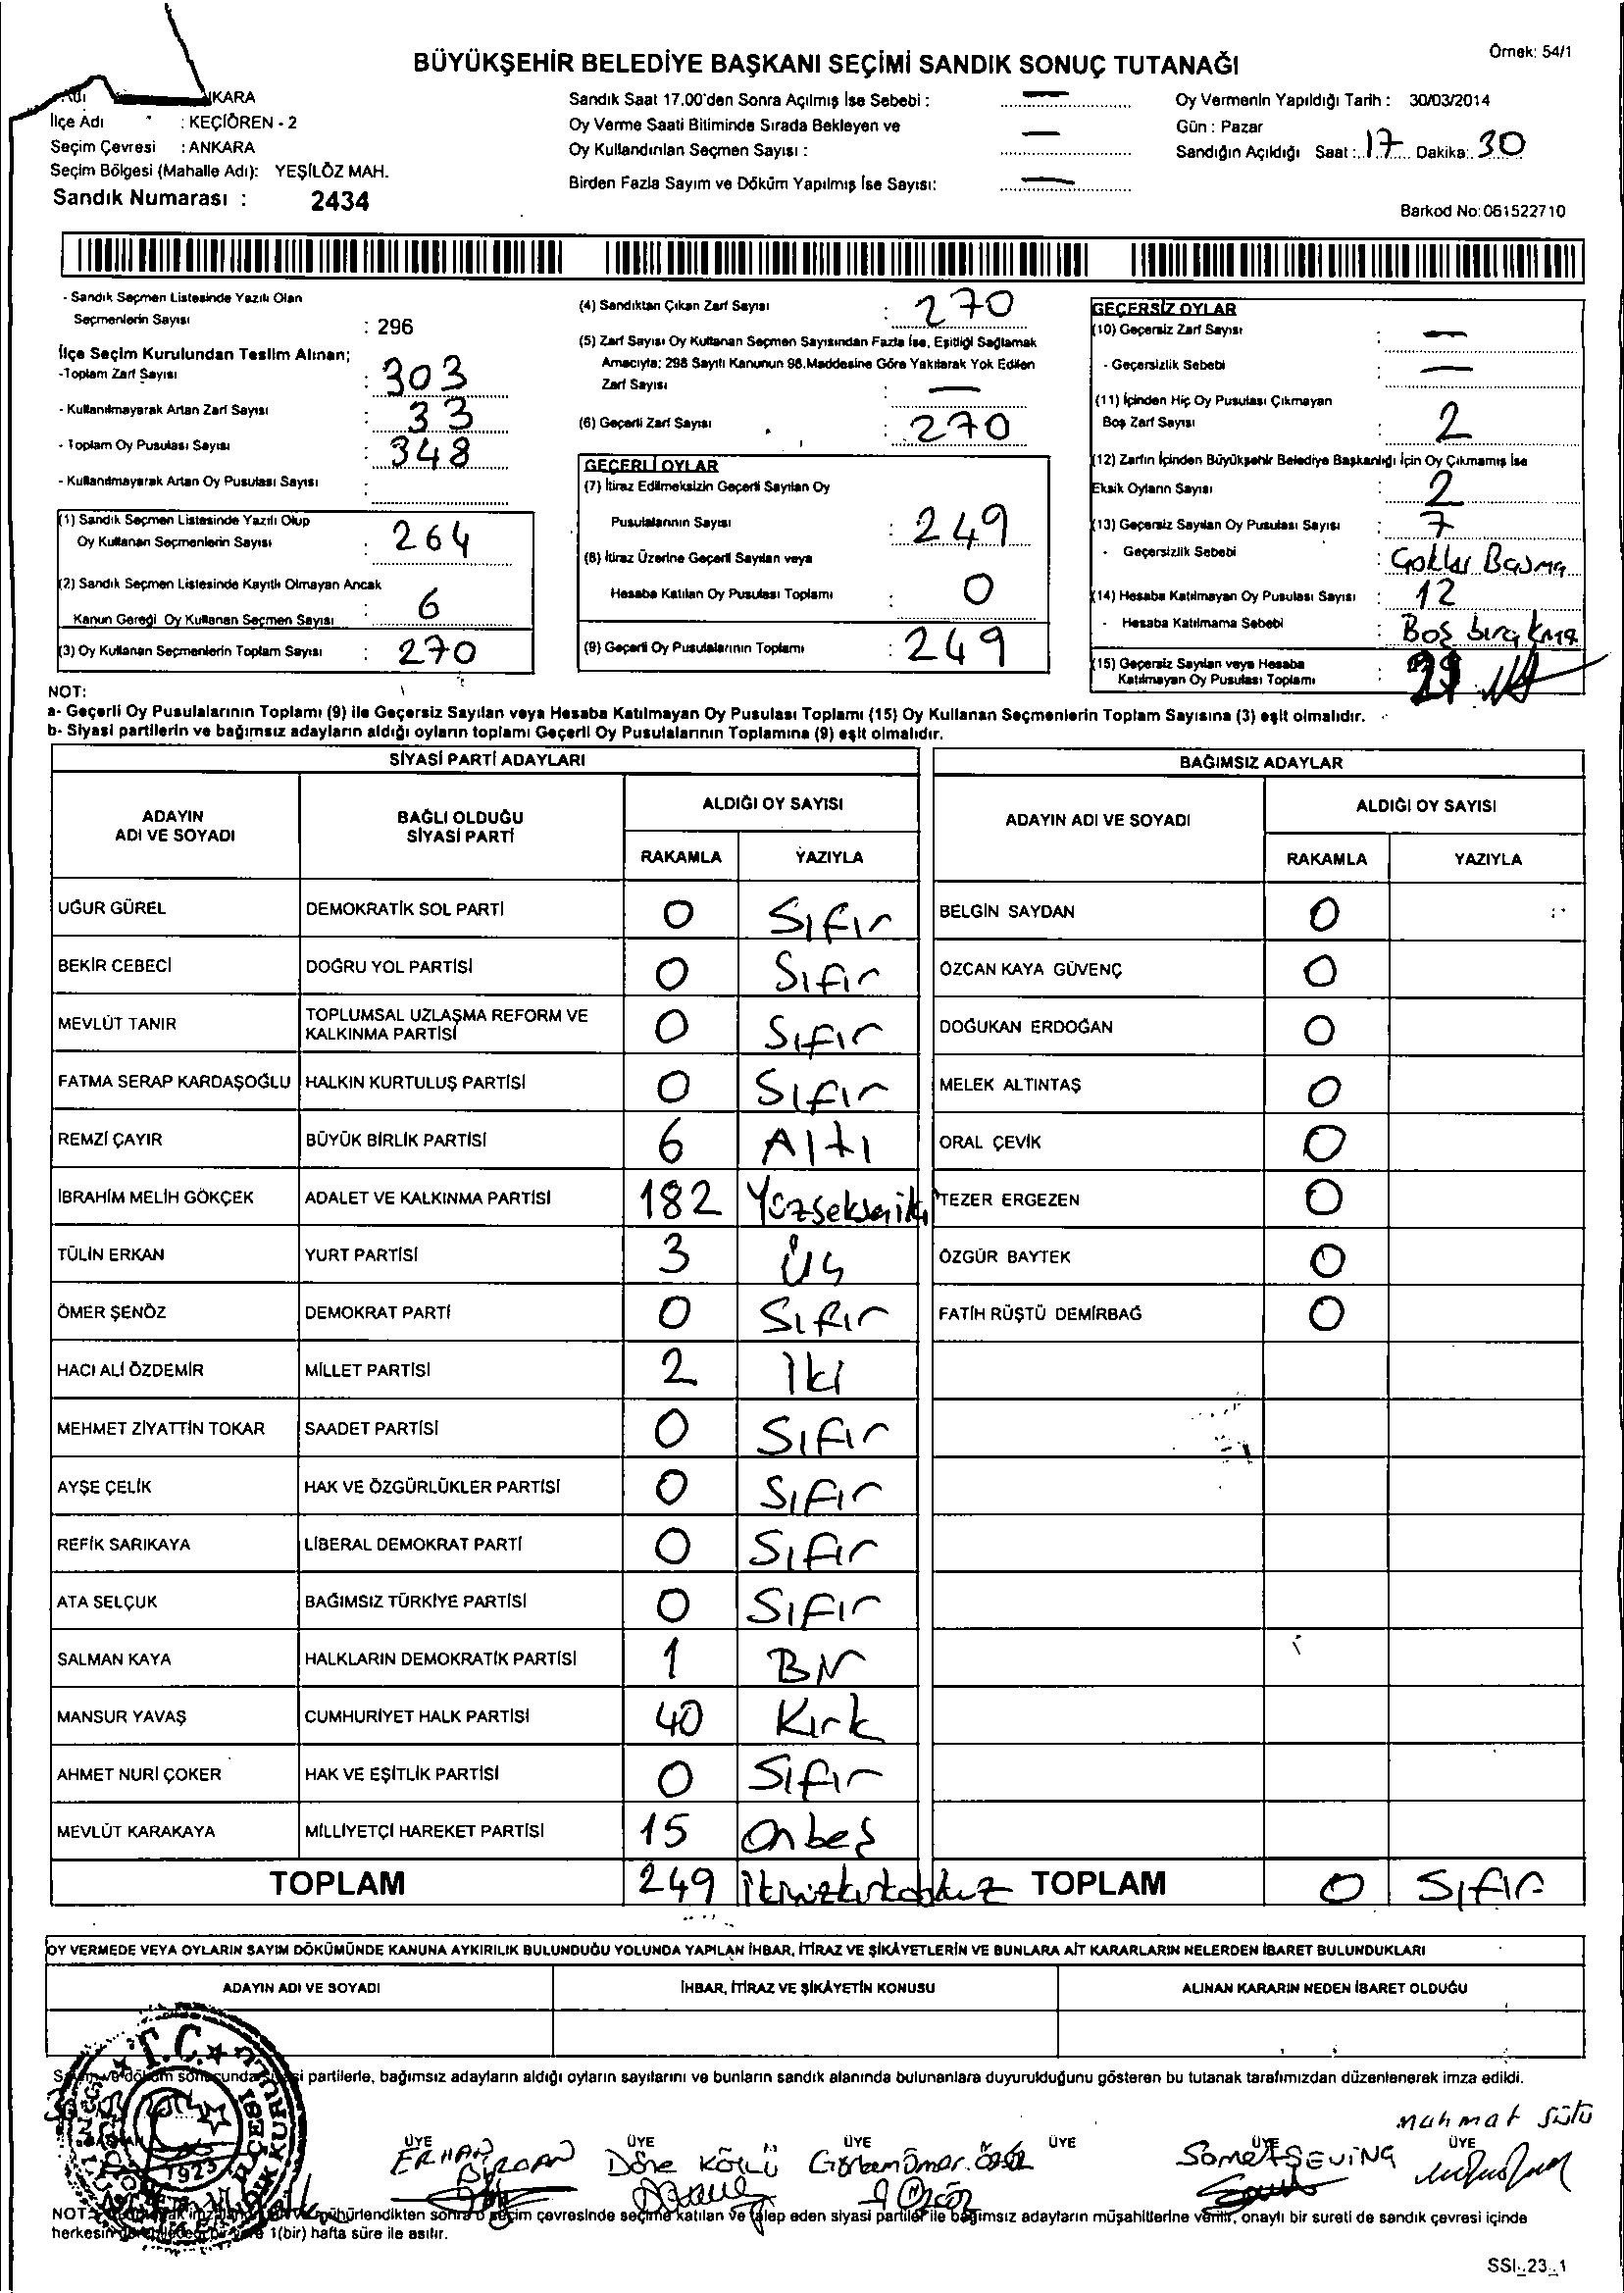 BÜYÜKŞEHİR BELEDİYE BAŞKANI SEÇİMİ SANDIK SONUÇ TUTANAĞI
Örnek: 54/1
Adı KARA
İlçe Adı : KEÇİÖREN - 2
Seçim Çevresi : ANKARA
Seçim Bölgesi (Mahalle Adı): YEŞİLÖZ MAH.
Sandık Numarası : 2434
Sandık Saat 17.00'den Sonra Açılmış İse Sebebi : —
Oy Verme Saati Bitiminde Sırada Bekleyen ve
Oy Kullandırılan Seçmen Sayısı : —
Birden Fazla Sayım ve Döküm Yapılmış İse Sayısı: —
Oy Vermenin Yapıldığı Tarih : 30/03/2014
Gün : Pazar
Sandığın Açıldığı Saat : 17 Dakika: 30
Barkod No:061522710
- Sandık Seçmen Listesinde Yazılı Olan
Seçmenlerin Sayısı : 296
İlçe Seçim Kurulundan Teslim Alınan;
-Toplam Zarf Sayısı : 303
- Kullanılmayarak Artan Zarf Sayısı : 33
- Toplam Oy Pusulası Sayısı : 348
- Kullanılmayarak Artan Oy Pusulası Sayısı :
(1) Sandık Seçmen Listesinde Yazılı Olup
Oy Kullanan Seçmenlerin Sayısı : 264
(2) Sandık Seçmen Listesinde Kayıtlı Olmayan Ancak
Kanun Gereği Oy Kullanan Seçmen Sayısı : 6
(3) Oy Kullanan Seçmenlerin Toplam Sayısı : 270
(4) Sandıktan Çıkan Zarf Sayısı : 270
(5) Zarf Sayısı Oy Kullanan Seçmen Sayısından Fazla İse, Eşitliği Sağlamak
Amacıyla; 298 Sayılı Kanunun 98.Maddesine Göre Yakılarak Yok Edilen
Zarf Sayısı : —
(6) Geçerli Zarf Sayısı : 270
GEÇERLİ OYLAR
(7) İtiraz Edilmeksizin Geçerli Sayılan Oy
Pusulalarının Sayısı : 249
(8) İtiraz Üzerine Geçerli Sayılan veya
Hesaba Katılan Oy Pusulası Toplamı : 0
(9) Geçerli Oy Pusulalarının Toplamı : 249
GEÇERSİZ OYLAR
(10) Geçersiz Zarf Sayısı : —
- Geçersizlik Sebebi : —
(11) İçinden Hiç Oy Pusulası Çıkmayan
Boş Zarf Sayısı : 2
(12) Zarfın İçinden Büyükşehir Belediye Başkanlığı İçin Oy Çıkmamış İse
Eksik Oyların Sayısı : 2
(13) Geçersiz Sayılan Oy Pusulası Sayısı : 7
- Geçersizlik Sebebi : Basma
(14) Hesaba Katılmayan Oy Pusulası Sayısı : 12
- Hesaba Katılmama Sebebi : Boş bırakma
(15) Geçersiz Sayılan veya Hesaba
Katılmayan Oy Pusulası Toplamı :
NOT:
a- Geçerli Oy Pusulalarının Toplamı (9) ile Geçersiz Sayılan veya Hesaba Katılmayan Oy Pusulası Toplamı (15) Oy Kullanan Seçmenlerin Toplam Sayısına (3) eşit olmalıdır.
b- Siyasi partilerin ve bağımsız adayların aldığı oyların toplamı Geçerli Oy Pusulalarının Toplamına (9) eşit olmalıdır.
SİYASİ PARTİ ADAYLARI
BAĞIMSIZ ADAYLAR
ADAYIN
ADI VE SOYADI
BAĞLI OLDUĞU
SİYASİ PARTİ
ALDIĞI OY SAYISI
RAKAMLA YAZIYLA
ADAYIN ADI VE SOYADI
ALDIĞI OY SAYISI
RAKAMLA YAZIYLA
UĞUR GÜREL DEMOKRATİK SOL PARTİ 0 Sıfır BELGİN SAYDAN 0
BEKİR CEBECİ DOĞRU YOL PARTİSİ 0 Sıfır ÖZCAN KAYA GÜVENÇ 0
MEVLÜT TANIR TOPLUMSAL UZLAŞMA REFORM VE
KALKINMA PARTİSİ 0 Sıfır DOĞUKAN ERDOĞAN 0
FATMA SERAP KARDAŞOĞLU HALKIN KURTULUŞ PARTİSİ 0 Sıfır MELEK ALTINTAŞ 0
REMZİ ÇAYIR BÜYÜK BİRLİK PARTİSİ 6 Altı ORAL ÇEVİK 0
İBRAHİM MELİH GÖKÇEK ADALET VE KALKINMA PARTİSİ 182 Yüzsekseniki TEZER ERGEZEN 0
TÜLİN ERKAN YURT PARTİSİ 3 Üç ÖZGÜR BAYTEK 0
ÖMER ŞENÖZ DEMOKRAT PARTİ 0 Sıfır FATİH RÜŞTÜ DEMİRBAĞ 0
HACI ALİ ÖZDEMİR MİLLET PARTİSİ 2 İki
MEHMET ZİYATTİN TOKAR SAADET PARTİSİ 0 Sıfır
AYŞE ÇELİK HAK VE ÖZGÜRLÜKLER PARTİSİ 0 Sıfır
REFİK SARIKAYA LİBERAL DEMOKRAT PARTİ 0 Sıfır
ATA SELÇUK BAĞIMSIZ TÜRKİYE PARTİSİ 0 Sıfır
SALMAN KAYA HALKLARIN DEMOKRATİK PARTİSİ 1 Bir
MANSUR YAVAŞ CUMHURİYET HALK PARTİSİ 40 Kırk
AHMET NURİ ÇOKER HAK VE EŞİTLİK PARTİSİ 0 Sıfır
MEVLÜT KARAKAYA MİLLİYETÇİ HAREKET PARTİSİ 15 Onbeş
TOPLAM 249 İkiyüzkırkdokuz TOPLAM 0 Sıfır
OY VERMEDE VEYA OYLARIN SAYIM DÖKÜMÜNDE KANUNA AYKIRILIK BULUNDUĞU YOLUNDA YAPILAN İHBAR, İTİRAZ VE ŞİKÂYETLERİN VE BUNLARA AİT KARARLARIN NELERDEN İBARET BULUNDUKLARI
ADAYIN ADI VE SOYADI İHBAR, İTİRAZ VE ŞİKÂYETİN KONUSU ALINAN KARARIN NEDEN İBARET OLDUĞU
partilerle, bağımsız adayların aldığı oyların sayılarını ve bunların sandık alanında bulunanlara duyurulduğunu gösteren bu tutanak tarafımızdan düzenlenerek imza edildi.
T.C.
1923
Mahmat Sütü
ÜYE ÜYE ÜYE ÜYE ÜYE ÜYE
ERHAN Döne Gürkan Ömer Samet SEVİNG
NOT: mühürlendikten sonra o seçim çevresinde seçime katılan ve talep eden siyasi partiler ile bağımsız adayların müşahitlerine verilir, onaylı bir sureti de sandık çevresi içinde
herkesin 1(bir) hafta süre ile asılır.
SSI_23_1